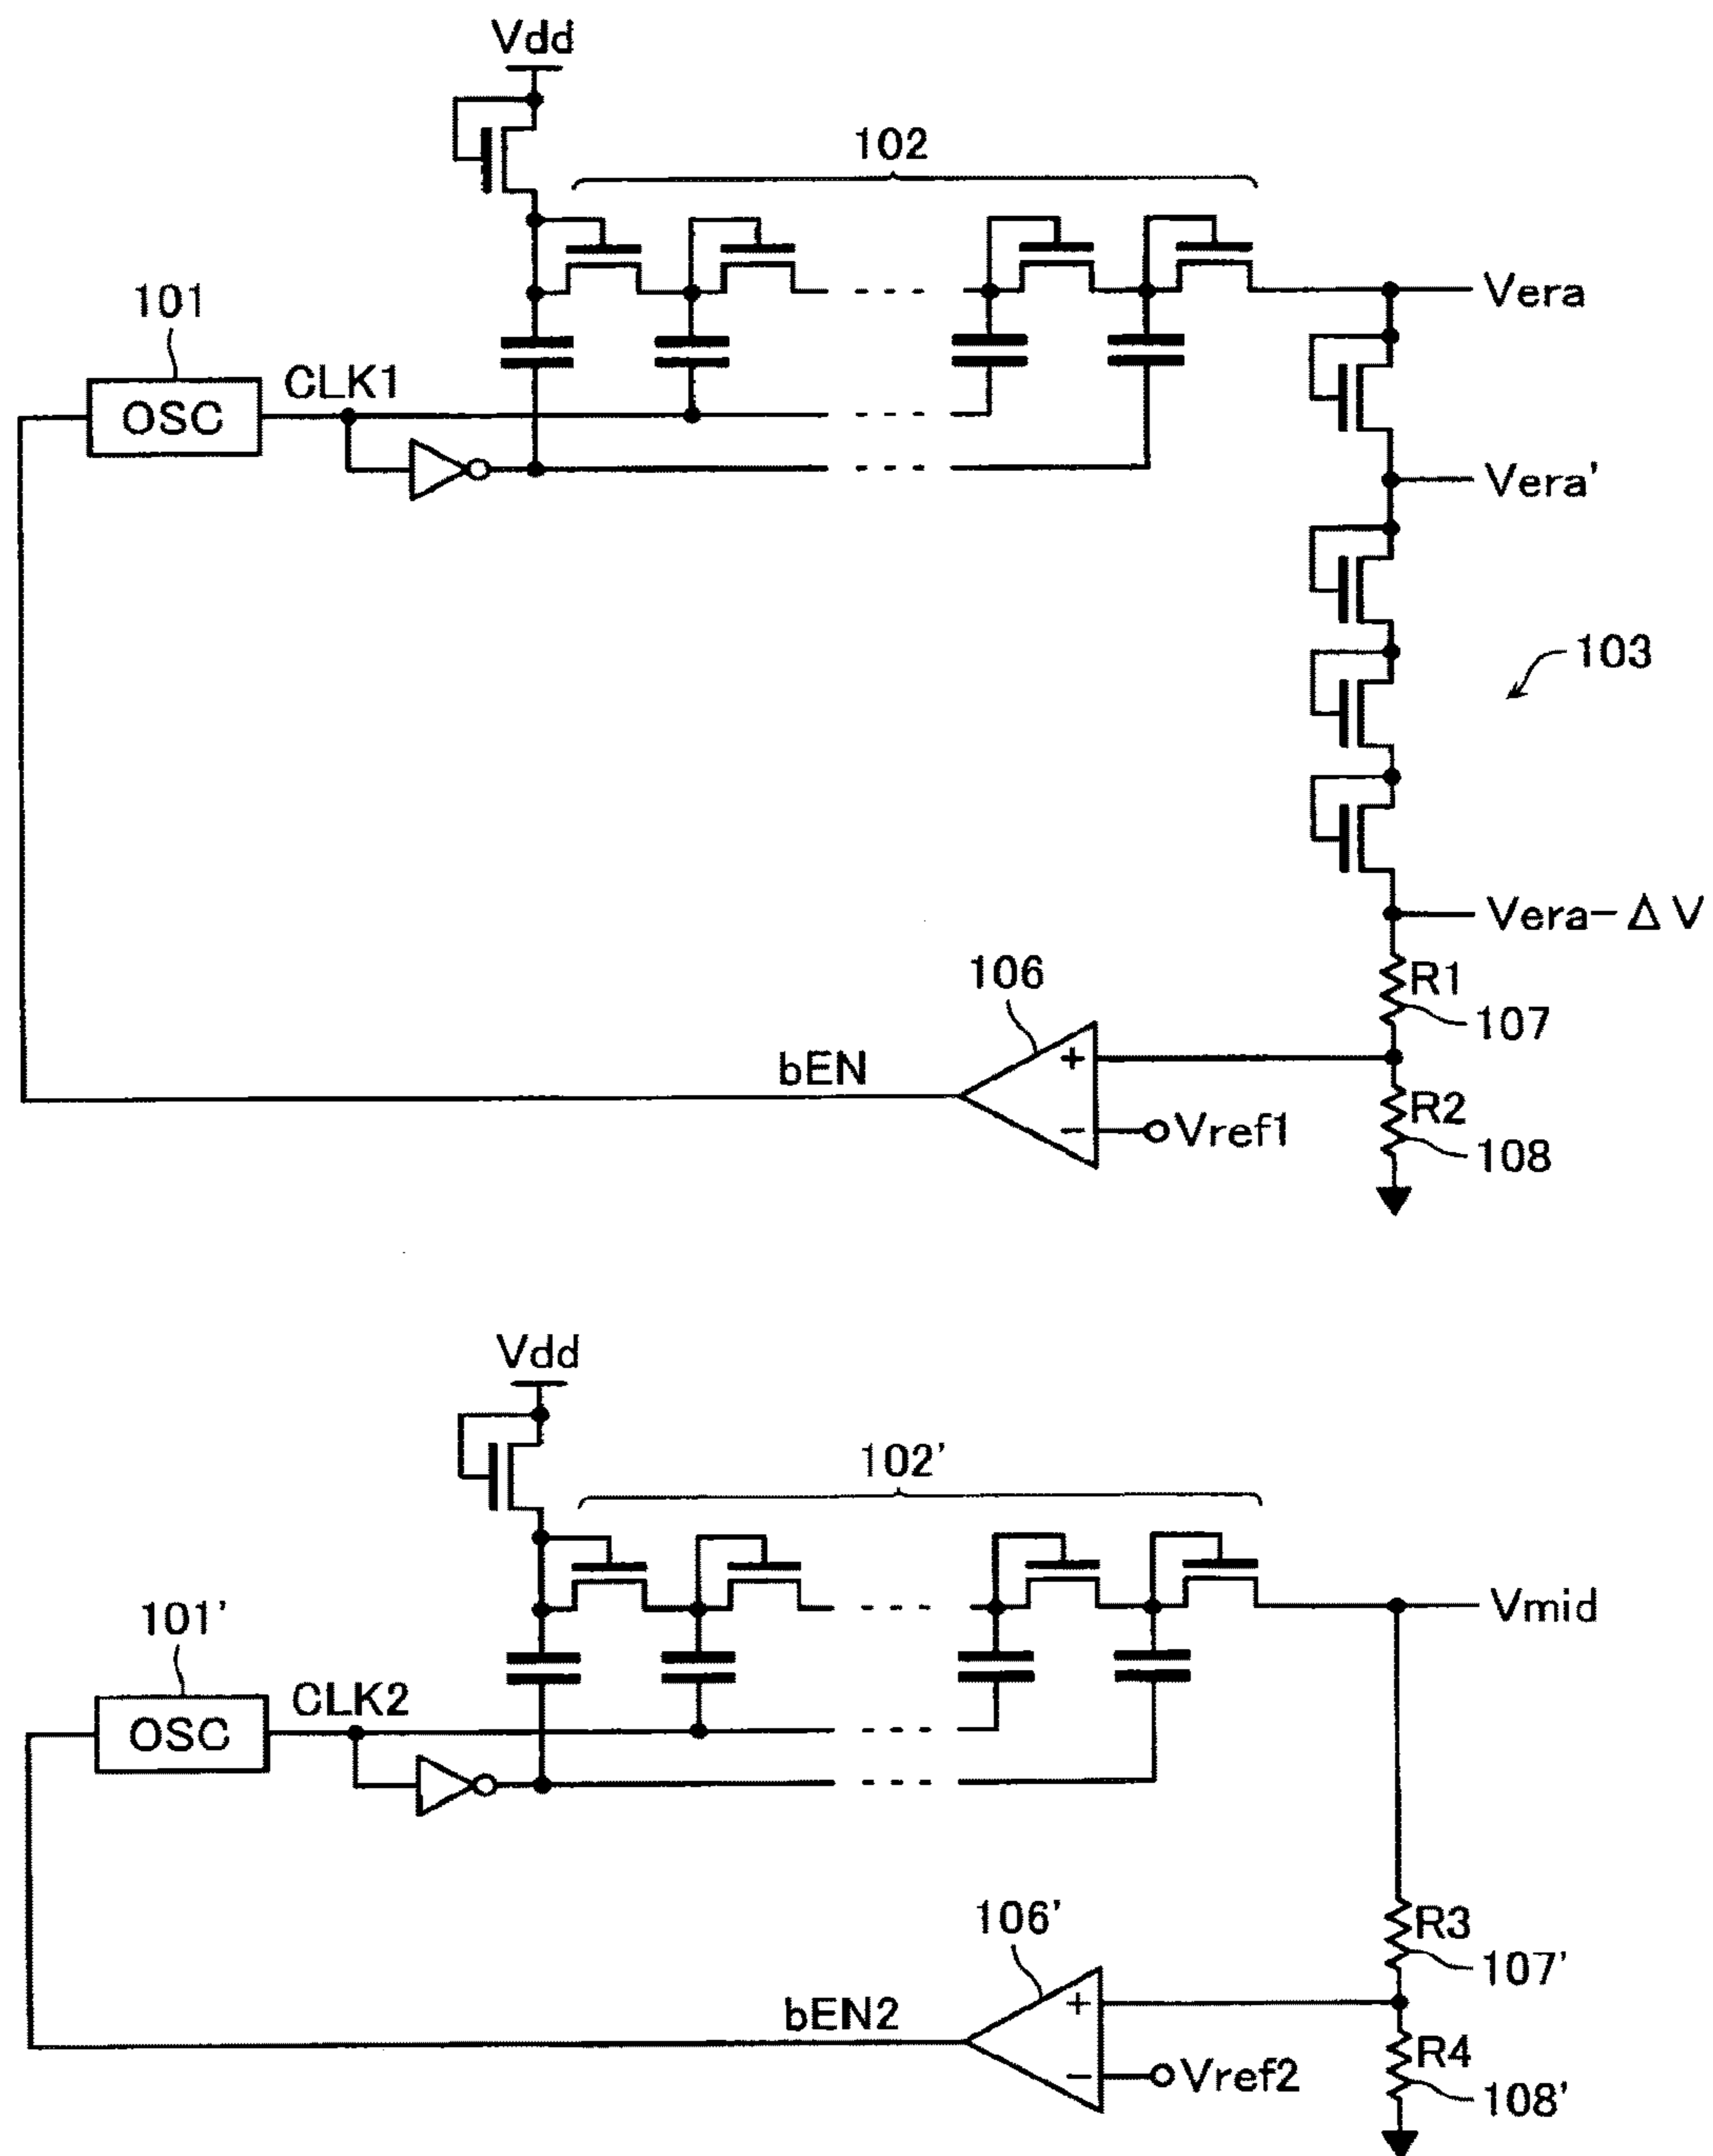 Vdd
102
101
Vera
CLK1
OSC
Vera'
103
Vera-ΔV
106
R1
107
bEN
+
R2
- Vref1
108
Vdd
102'
101'
Vmid
CLK2
OSC
106'
R3
107'
bEN2
+
R4
- Vref2
108'